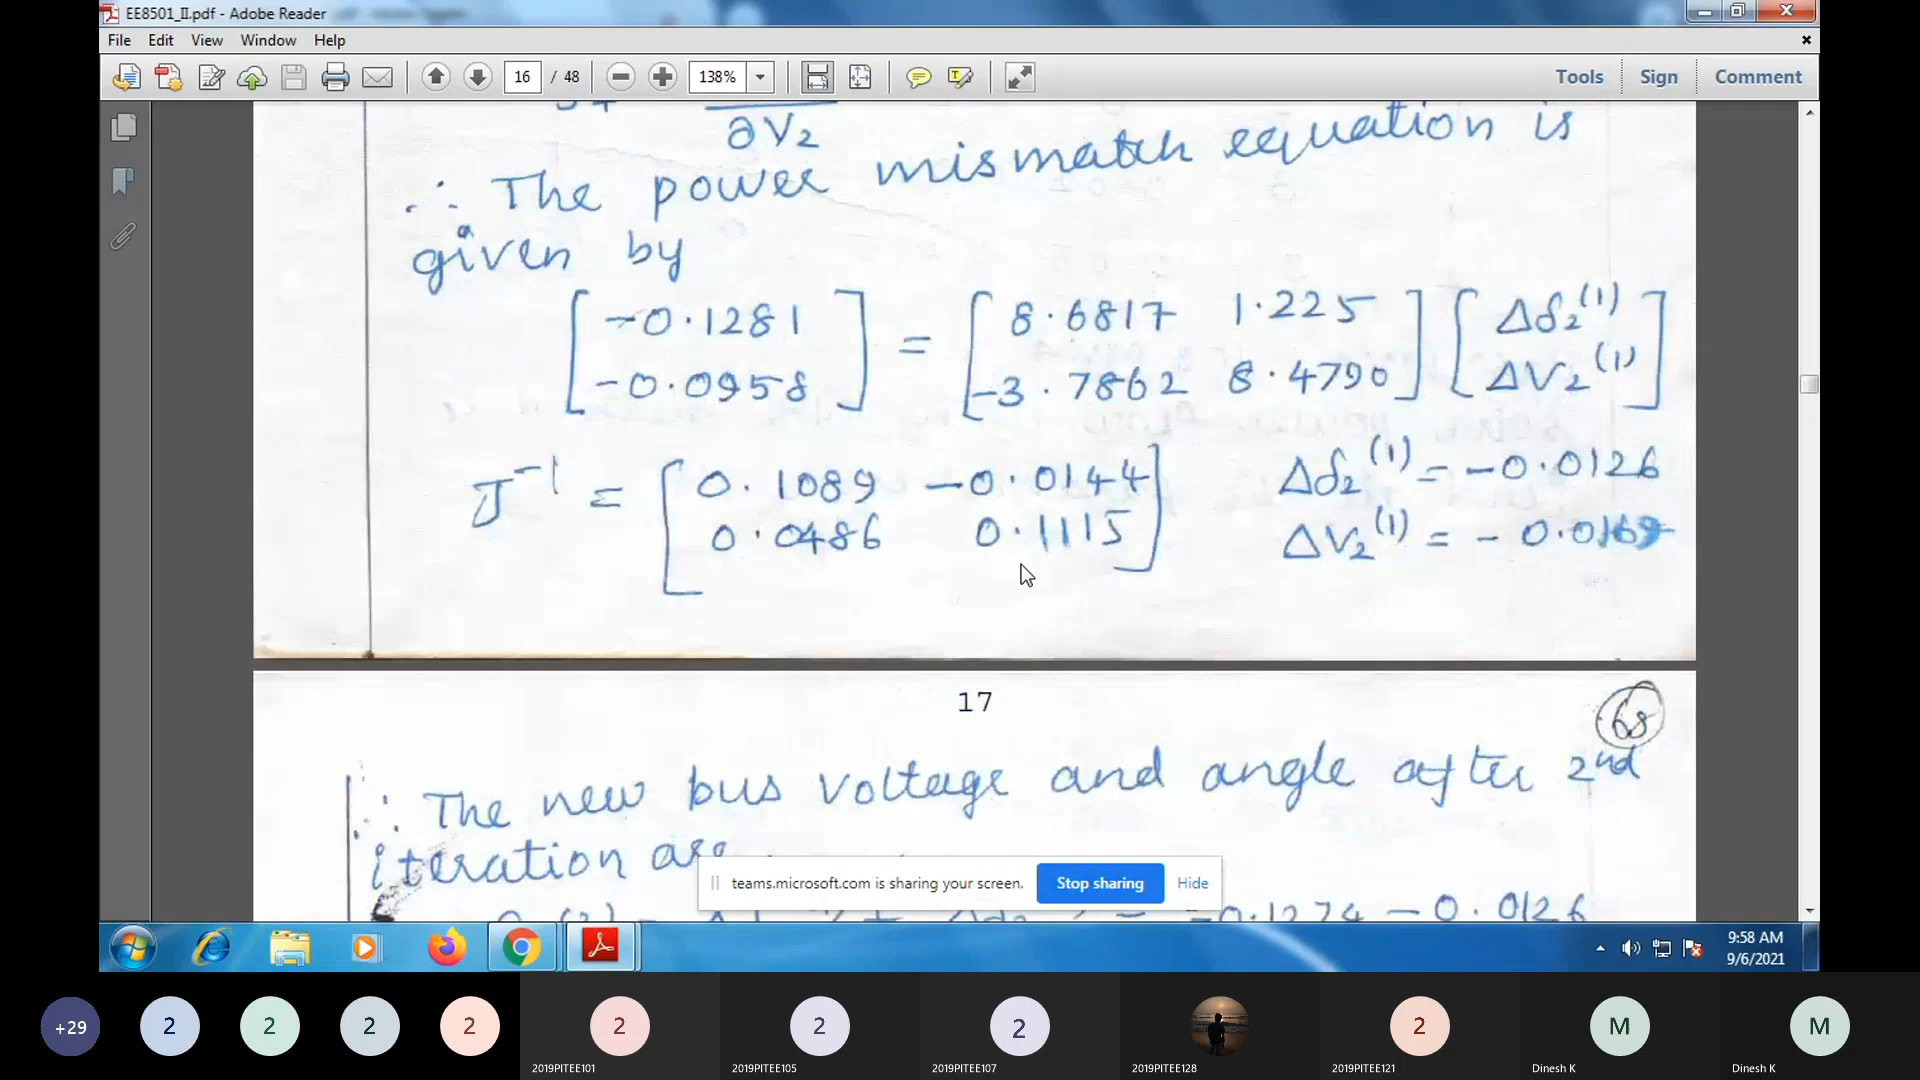 EE8501_II.pdf - Adobe Reader
File Edit View Window Help
16 / 48 138% Tools Sign Comment
∂V2
∴ The power mismatch equation is
given by
[ -0.1281 ] = [ 8.6817 1.225 ] [ Δδ2^(1) ]
[ -0.0958 ] [ -3.7862 8.4790 ] [ ΔV2^(1) ]
J^-1 = [ 0.1089 -0.0144 ] Δδ2^(1) = -0.0126
[ 0.0486 0.1115 ] ΔV2^(1) = - 0.0169
17
68
∴ The new bus voltage and angle after 2nd
iteration are
-0.1274 - 0.0126
teams.microsoft.com is sharing your screen. Stop sharing Hide
9:58 AM
9/6/2021
+29 2 2 2 2 2 2 2 2 M M
2019PITEE101 2019PITEE105 2019PITEE107 2019PITEE128 2019PITEE121 Dinesh K Dinesh K